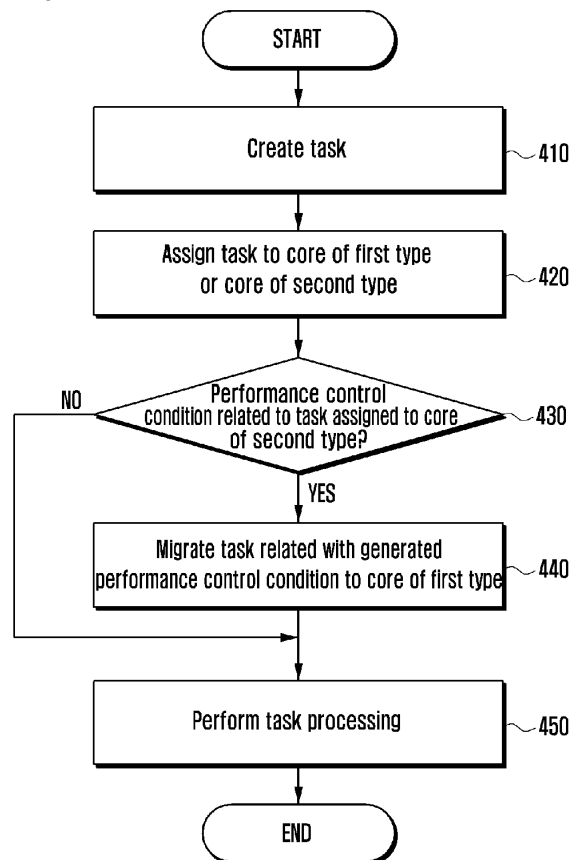 START
Create task
410
Assign task to core of first type
or core of second type
420
Performance control
condition related to task assigned to core
of second type?
430
NO
YES
Migrate task related with generated
performance control condition to core of first type
440
Perform task processing
450
END